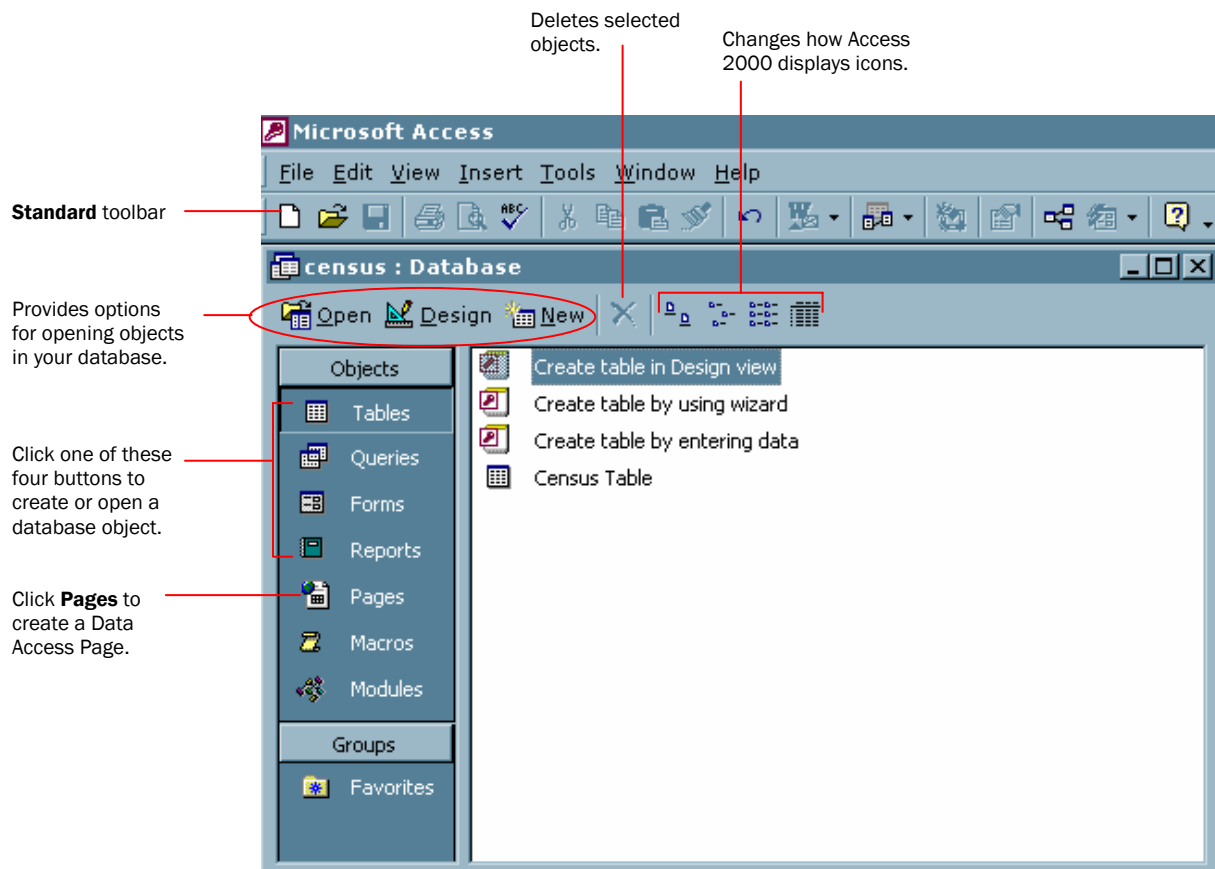 Deletes selected
objects.
Changes how Access
2000 displays icons.
Microsoft Access
File Edit View Insert Tools Window Help
Standard toolbar
ABC
W
?
census : Database
Provides options
for opening objects
in your database.
Open Design New
Objects
Create table in Design view
Tables
Create table by using wizard
Click one of these
four buttons to
create or open a
database object.
Queries
Create table by entering data
Census Table
Forms
Reports
Click Pages to
create a Data
Access Page.
Pages
Macros
Modules
Groups
Favorites